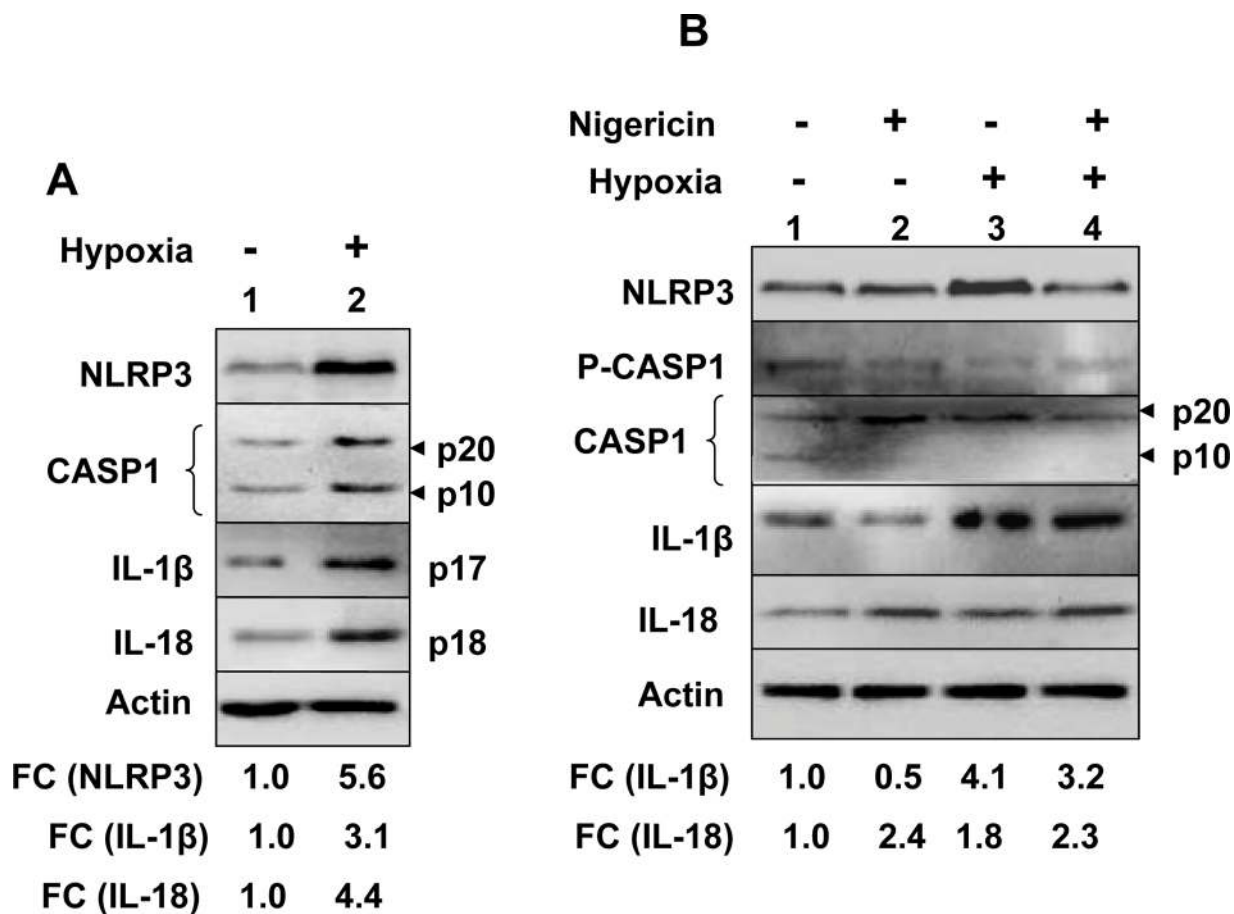 A
Hypoxia - +
1 2
NLRP3
CASP1
p20
p10
IL-1β p17
IL-18 p18
Actin
FC (NLRP3) 1.0 5.6
FC (IL-1β) 1.0 3.1
FC (IL-18) 1.0 4.4
B
Nigericin - + - +
Hypoxia - - + +
1 2 3 4
NLRP3
P-CASP1
CASP1
p20
p10
IL-1β
IL-18
Actin
FC (IL-1β) 1.0 0.5 4.1 3.2
FC (IL-18) 1.0 2.4 1.8 2.3